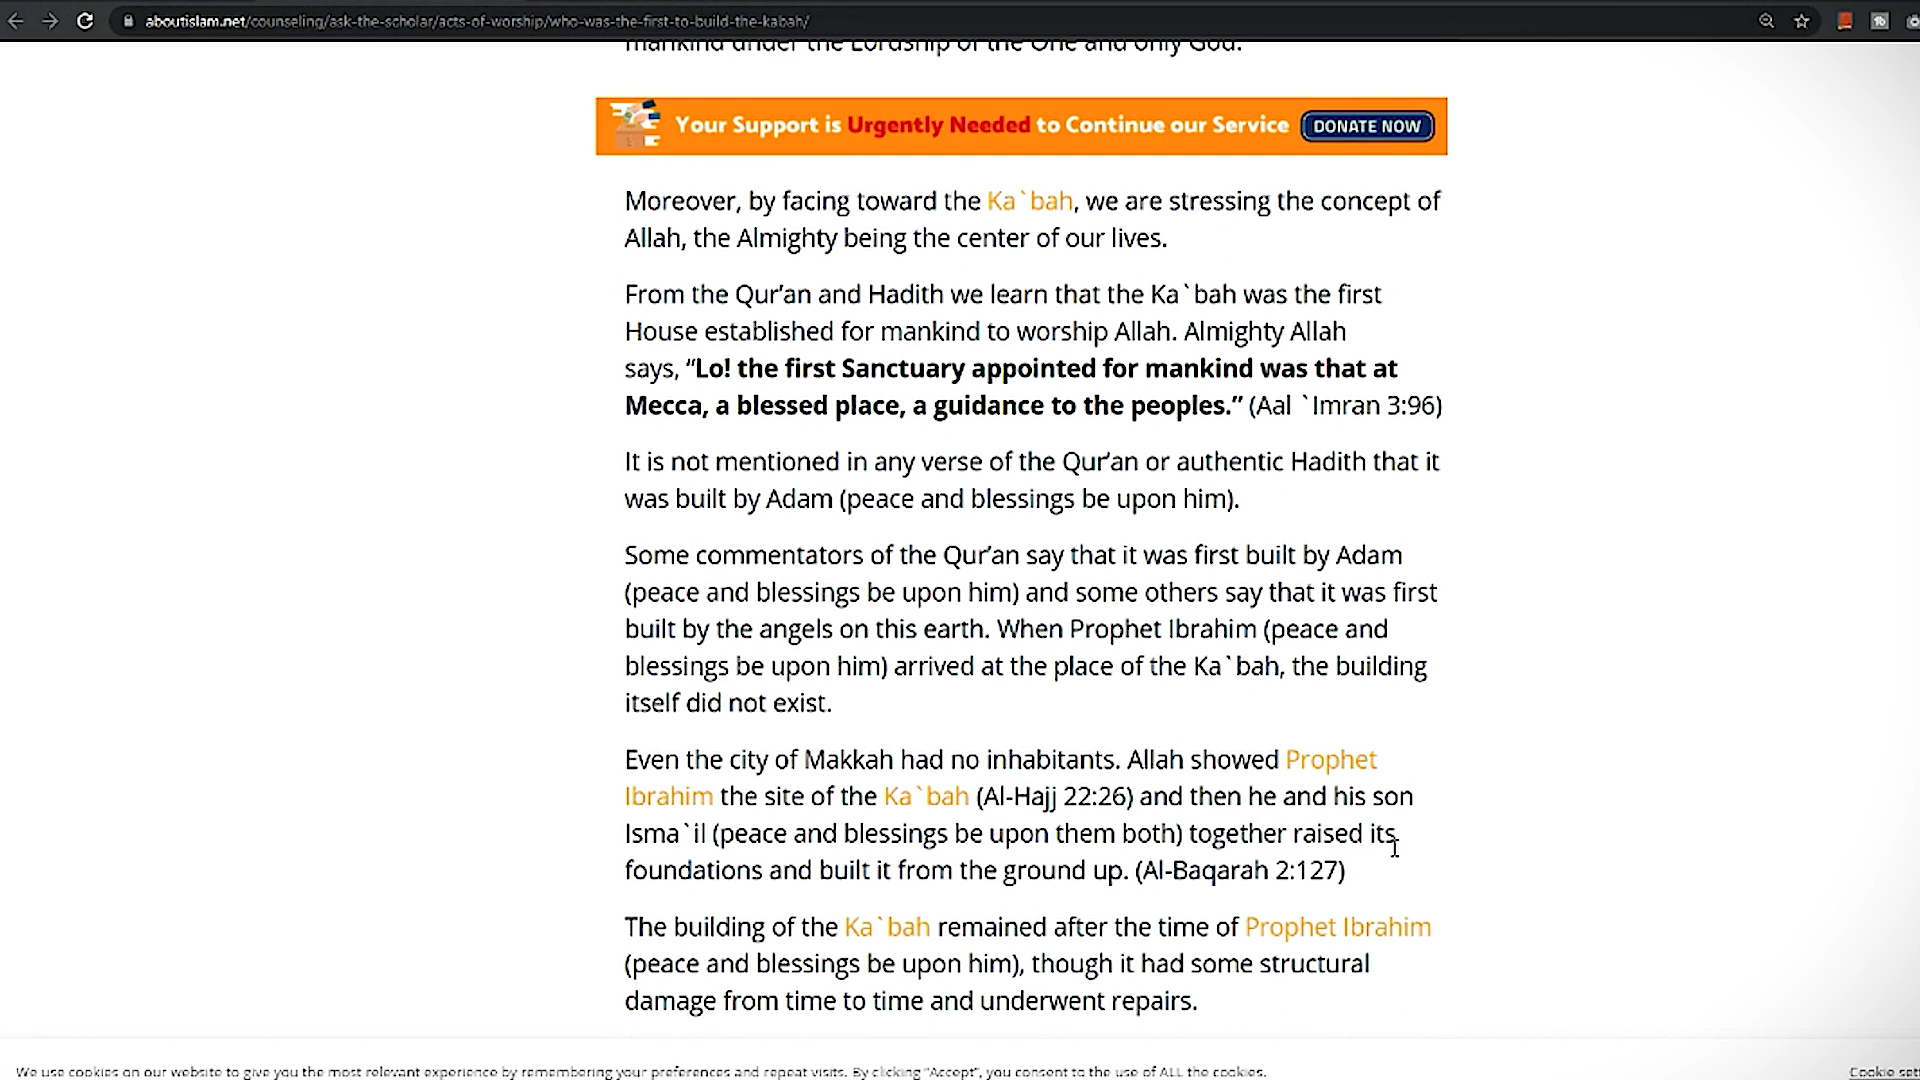 aboutislam.net/counseling/ask-the-scholar/acts-of-worship/who-was-the-first-to-build-the-kabah/
mankind under the Lordship of the One and only God.
Your Support is Urgently Needed to Continue our Service DONATE NOW
Moreover, by facing toward the Ka`bah, we are stressing the concept of
Allah, the Almighty being the center of our lives.
From the Qur’an and Hadith we learn that the Ka`bah was the first
House established for mankind to worship Allah. Almighty Allah
says, “Lo! the first Sanctuary appointed for mankind was that at
Mecca, a blessed place, a guidance to the peoples.” (Aal `Imran 3:96)
It is not mentioned in any verse of the Qur’an or authentic Hadith that it
was built by Adam (peace and blessings be upon him).
Some commentators of the Qur’an say that it was first built by Adam
(peace and blessings be upon him) and some others say that it was first
built by the angels on this earth. When Prophet Ibrahim (peace and
blessings be upon him) arrived at the place of the Ka`bah, the building
itself did not exist.
Even the city of Makkah had no inhabitants. Allah showed Prophet
Ibrahim the site of the Ka`bah (Al-Hajj 22:26) and then he and his son
Isma`il (peace and blessings be upon them both) together raised its
foundations and built it from the ground up. (Al-Baqarah 2:127)
The building of the Ka`bah remained after the time of Prophet Ibrahim
(peace and blessings be upon him), though it had some structural
damage from time to time and underwent repairs.
We use cookies on our website to give you the most relevant experience by remembering your preferences and repeat visits. By clicking “Accept”, you consent to the use of ALL the cookies.
Cookie sett